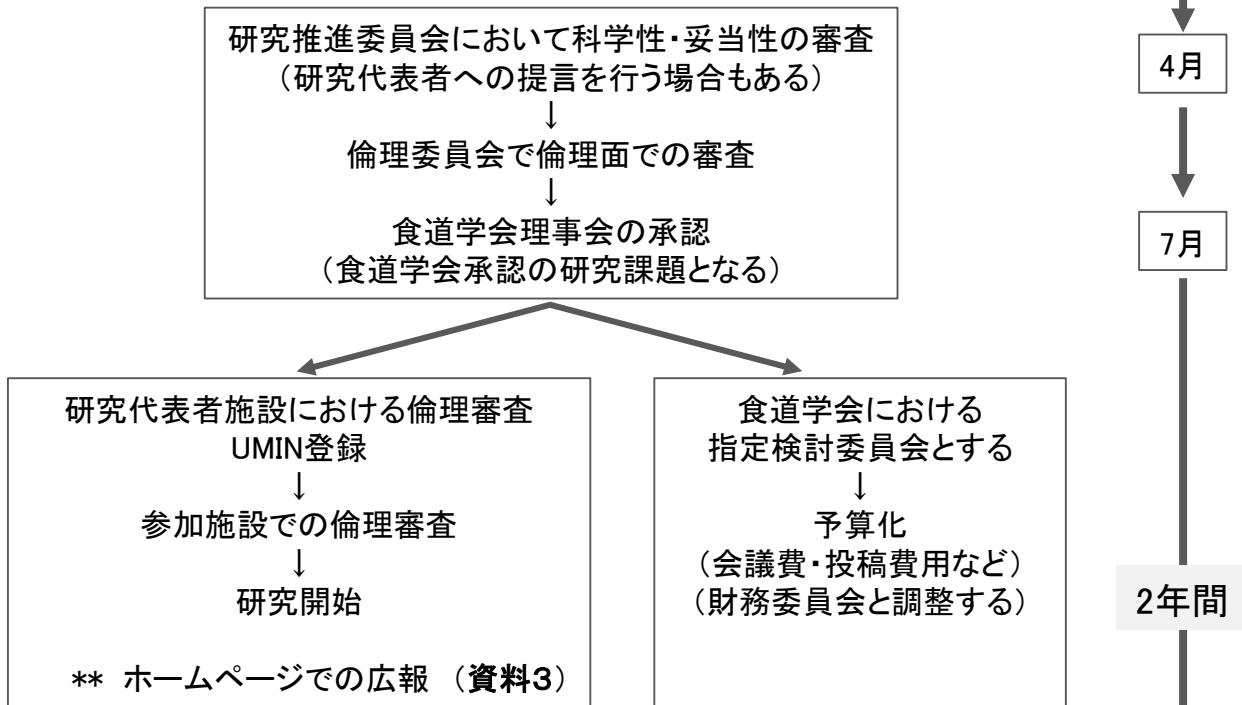 研究推進委員会において科学性・妥当性の審査
（研究代表者への提言を行う場合もある）
↓
倫理委員会で倫理面での審査
↓
食道学会理事会の承認
（食道学会承認の研究課題となる）
4月
7月
研究代表者施設における倫理審査
UMIN登録
↓
参加施設での倫理審査
↓
研究開始
** ホームページでの広報 （資料3）
食道学会における
指定検討委員会とする
↓
予算化
（会議費・投稿費用など）
（財務委員会と調整する）
2年間